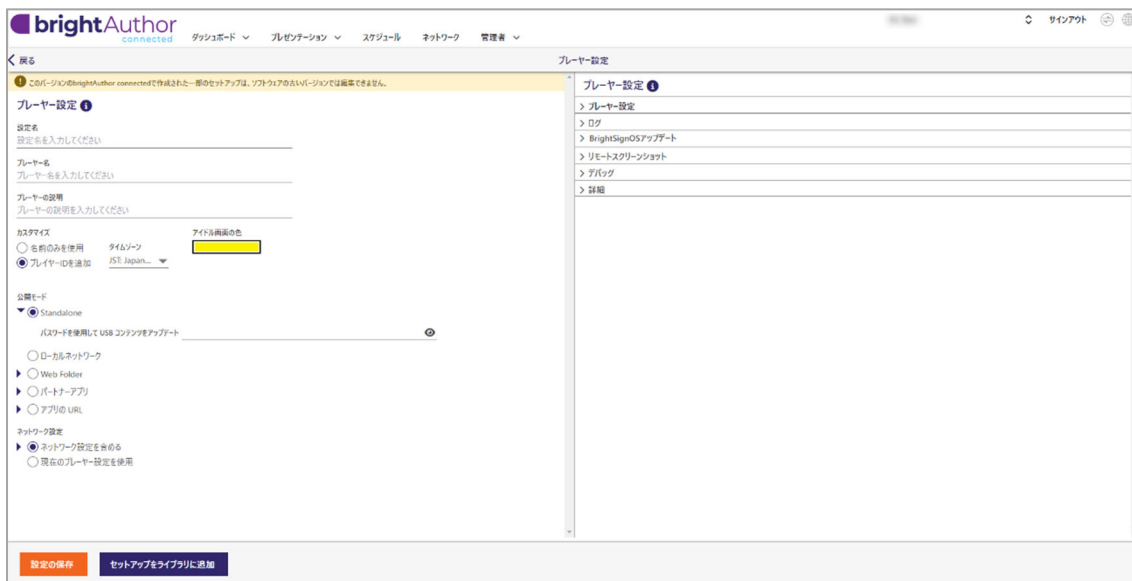 brightAuthor
connected
ダッシュボード プレゼンテーション スケジュール ネットワーク 管理者
サインアウト
戻る
プレーヤー設定
このバージョンのbrightAuthor connectedで作成された一部のセットアップは、ソフトウェアの古いバージョンでは編集できません。
プレーヤー設定
設定名
設定名を入力してください
プレーヤー名
プレーヤー名を入力してください
プレーヤーの説明
プレーヤーの説明を入力してください
カスタマイズ
アイドル画面の色
名前のみを使用
タイムゾーン
プレイヤーIDを追加
JST: Japan...
公開モード
Standalone
パスワードを使用して USB コンテンツをアップデート
ローカルネットワーク
Web Folder
パートナーアプリ
アプリの URL
ネットワーク設定
ネットワーク設定を含める
現在のプレーヤー設定を使用
プレーヤー設定
プレーヤー設定
ログ
BrightSignOSアップデート
リモートスクリーンショット
デバッグ
詳細
設定の保存
セットアップをライブラリに追加